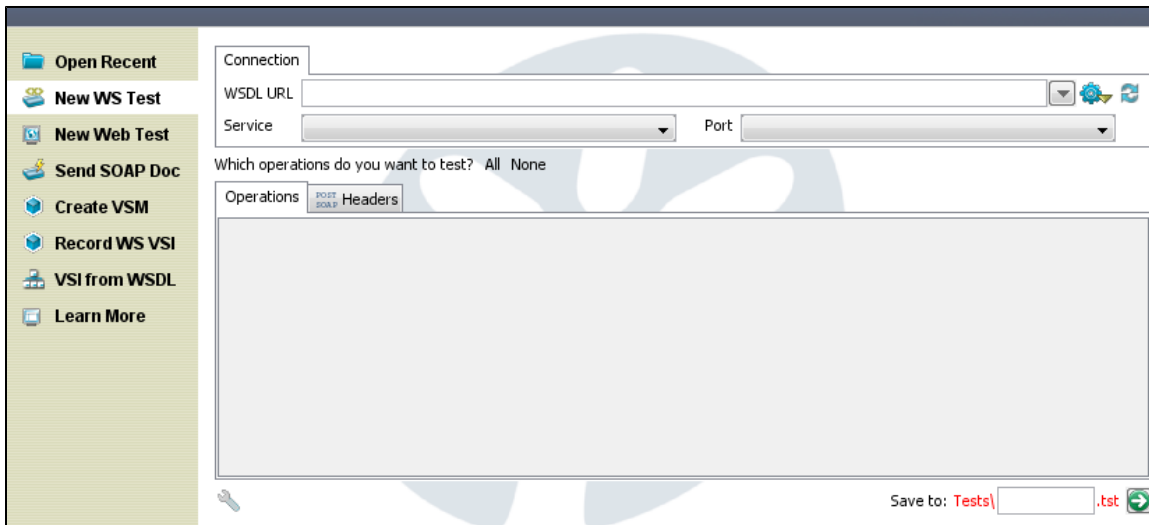 Open Recent
New WS Test
New Web Test
Send SOAP Doc
Create VSM
Record WS VSI
VSI from WSDL
Learn More
Connection
WSDL URL
Service Port
Which operations do you want to test? All None
Operations POST SOAP Headers
Save to: Tests\ .tst